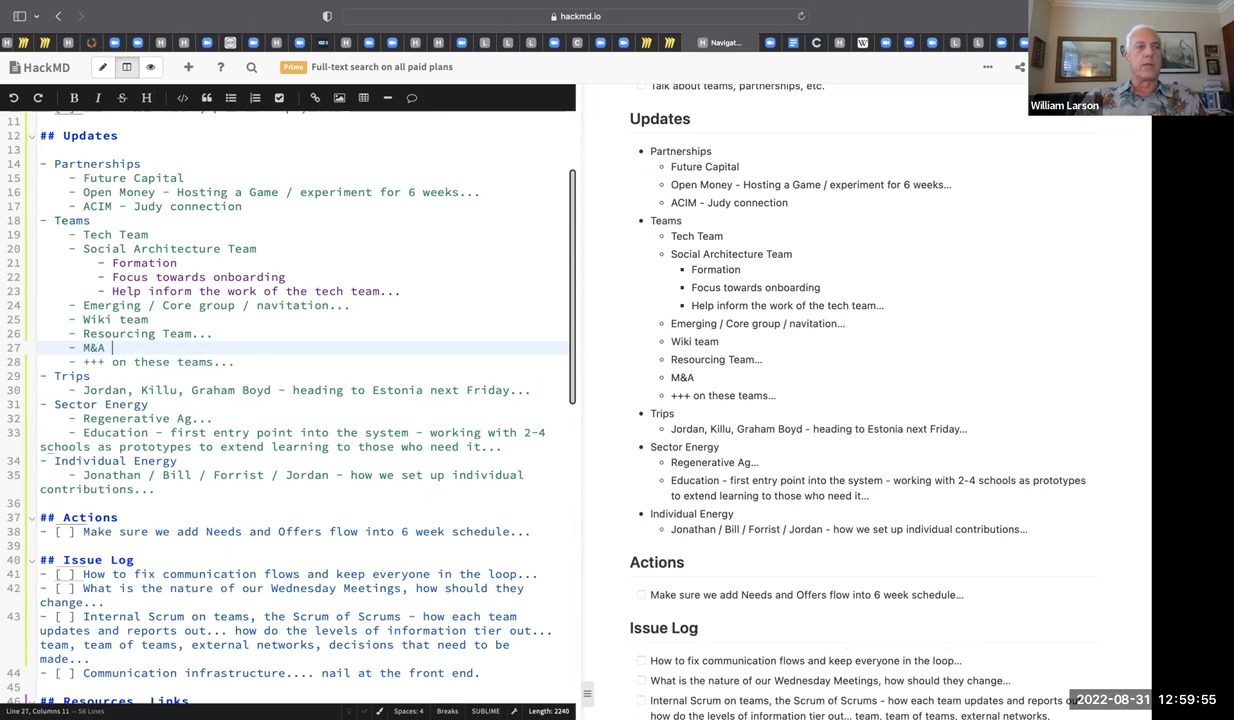 hackmd.io
Navigat...
HackMD
Prime Full-text search on all paid plans
William Larson
11
12 ## Updates
13
14 - Partnerships
15 - Future Capital
16 - Open Money - Hosting a Game / experiment for 6 weeks...
17 - ACIM - Judy connection
18 - Teams
19 - Tech Team
20 - Social Architecture Team
21 - Formation
22 - Focus towards onboarding
23 - Help inform the work of the tech team...
24 - Emerging / Core group / navitation...
25 - Wiki team
26 - Resourcing Team...
27 - M&A
28 - +++ on these teams...
29 - Trips
30 - Jordan, Killu, Graham Boyd - heading to Estonia next Friday...
31 - Sector Energy
32 - Regenerative Ag...
33 - Education - first entry point into the system - working with 2-4
schools as prototypes to extend learning to those who need it...
34 - Individual Energy
35 - Jonathan / Bill / Forrist / Jordan - how we set up individual
contributions...
36
37 ## Actions
38 - [ ] Make sure we add Needs and Offers flow into 6 week schedule...
39
40 ## Issue Log
41 - [ ] How to fix communication flows and keep everyone in the loop...
42 - [ ] What is the nature of our Wednesday Meetings, how should they
change...
43 - [ ] Internal Scrum on teams, the Scrum of Scrums - how each team
updates and reports out... how do the levels of information tier out...
team, team of teams, external networks, decisions that need to be
made...
44 - [ ] Communication infrastructure.... nail at the front end.
45
46 ## Resources, Links
Line 27, Columns 11 — 56 Lines
Spaces: 4
Breaks
SUBLIME
Length: 2240
Talk about teams, partnerships, etc.
Updates
Partnerships
Future Capital
Open Money - Hosting a Game / experiment for 6 weeks...
ACIM - Judy connection
Teams
Tech Team
Social Architecture Team
Formation
Focus towards onboarding
Help inform the work of the tech team...
Emerging / Core group / navitation...
Wiki team
Resourcing Team...
M&A
+++ on these teams...
Trips
Jordan, Killu, Graham Boyd - heading to Estonia next Friday...
Sector Energy
Regenerative Ag...
Education - first entry point into the system - working with 2-4 schools as prototypes
to extend learning to those who need it...
Individual Energy
Jonathan / Bill / Forrist / Jordan - how we set up individual contributions...
Actions
Make sure we add Needs and Offers flow into 6 week schedule...
Issue Log
How to fix communication flows and keep everyone in the loop...
What is the nature of our Wednesday Meetings, how should they change...
Internal Scrum on teams, the Scrum of Scrums - how each team updates and reports ou
how do the levels of information tier out... team, team of teams, external networks,
2022-08-31 12:59:55